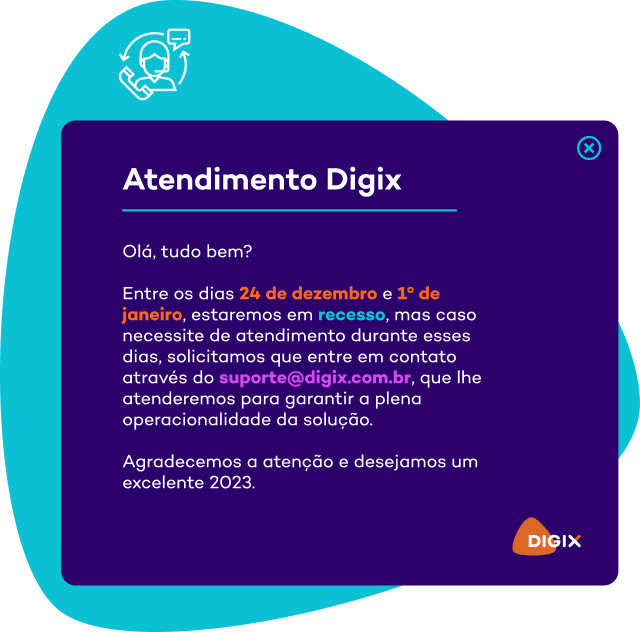 Atendimento Digix
Olá, tudo bem?
Entre os dias 24 de dezembro e 1º de
janeiro, estaremos em recesso, mas caso
necessite de atendimento durante esses
dias, solicitamos que entre em contato
através do suporte@digix.com.br, que lhe
atenderemos para garantir a plena
operacionalidade da solução.
Agradecemos a atenção e desejamos um
excelente 2023.
DIGIX